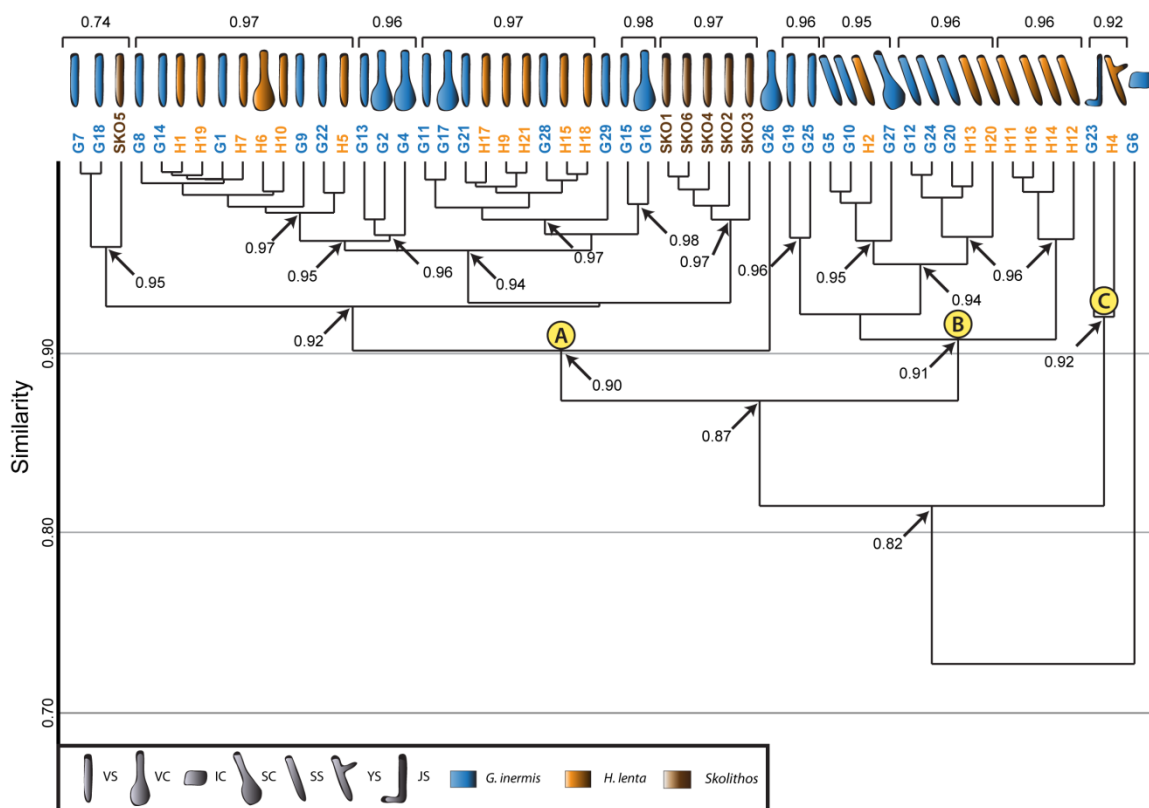 0.74 0.97 0.96 0.97 0.98 0.97 0.96 0.95 0.96 0.96 0.92
G7 G18 SKO5 G8 G14 H1 H19 G1 H7 H6 H10 G9 G22 H5 G13 G2 G4 G11 G17 G21 H17 H9 H21 G28 H15 H18 G29 G15 G16 SKO1 SKO6 SKO4 SKO2 SKO3 G26 G19 G25 G5 G10 H2 G27 G12 G24 G20 H13 H20 H11 H16 H14 H12 G23 H4 G6
0.97 0.98
0.95 0.95 0.96 0.94 0.97 0.97 0.96 0.95 0.94 0.96
C
A B
0.92 0.90 0.91 0.92
0.90
0.87
Similarity
0.80
0.82
0.70
VS VC IC SC SS YS JS G. inermis H. lenta Skolithos